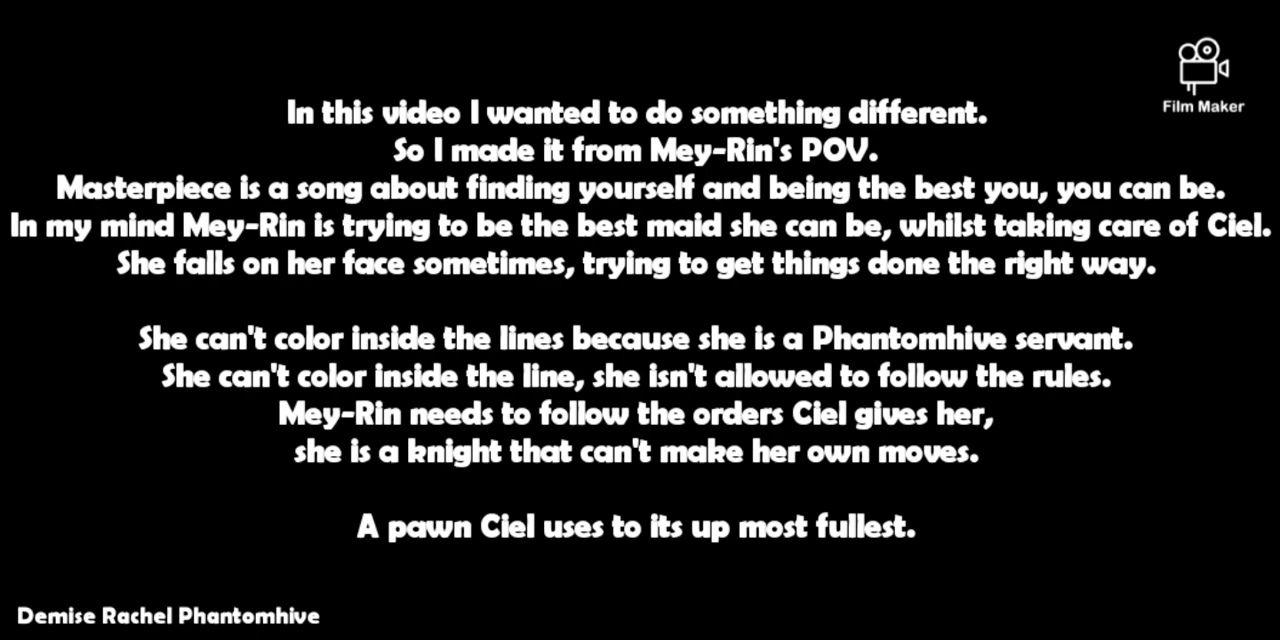 Film Maker
In this video I wanted to do something different.
So I made it from Mey-Rin's POV.
Masterpiece is a song about finding yourself and being the best you, you can be.
In my mind Mey-Rin is trying to be the best maid she can be, whilst taking care of Ciel.
She falls on her face sometimes, trying to get things done the right way.
She can't color inside the lines because she is a Phantomhive servant.
She can't color inside the line, she isn't allowed to follow the rules.
Mey-Rin needs to follow the orders Ciel gives her,
she is a knight that can't make her own moves.
A pawn Ciel uses to its up most fullest.
Demise Rachel Phantomhive